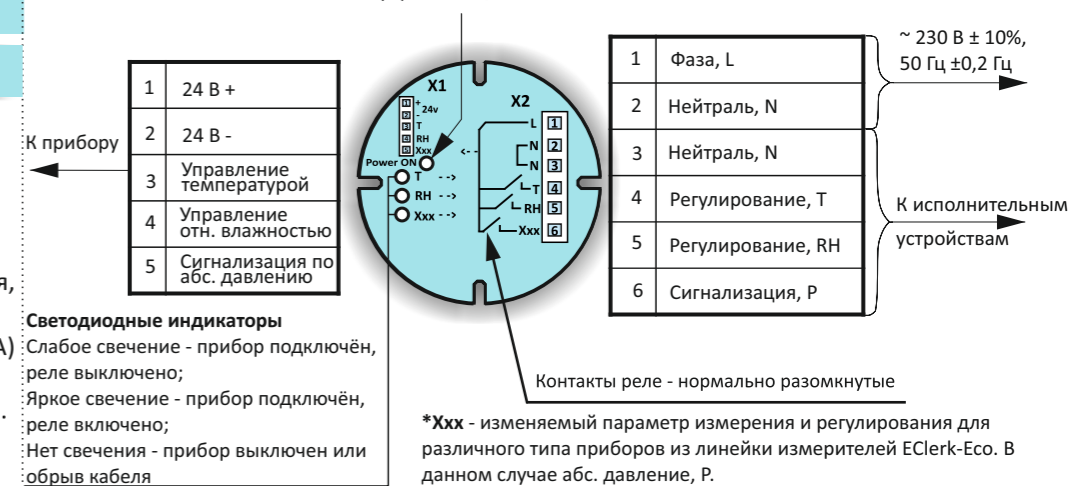 ~ 230 В ± 10%,
50 Гц ±0,2 Гц
К прибору
1 24 В +
2 24 В -
3 Управление
температурой
4 Управление
отн. влажностью
5 Сигнализация по
абс. давлению
X1
1 + 24v
2 -
3 T
4 RH
5 Xxx
Power ON
T -->
RH -->
Xxx -->
<--
X2
L 1
N 2
N 3
T 4
RH 5
Xxx 6
1 Фаза, L
2 Нейтраль, N
3 Нейтраль, N
4 Регулирование, T
5 Регулирование, RH
6 Сигнализация, P
К исполнительным
устройствам
я,
А)
.
Светодиодные индикаторы
Слабое свечение - прибор подключён,
реле выключено;
Яркое свечение - прибор подключён,
реле включено;
Нет свечения - прибор выключен или
обрыв кабеля
Контакты реле - нормально разомкнутые
*Xxx - изменяемый параметр измерения и регулирования для
различного типа приборов из линейки измерителей EClerk-Eco. В
данном случае абс. давление, P.